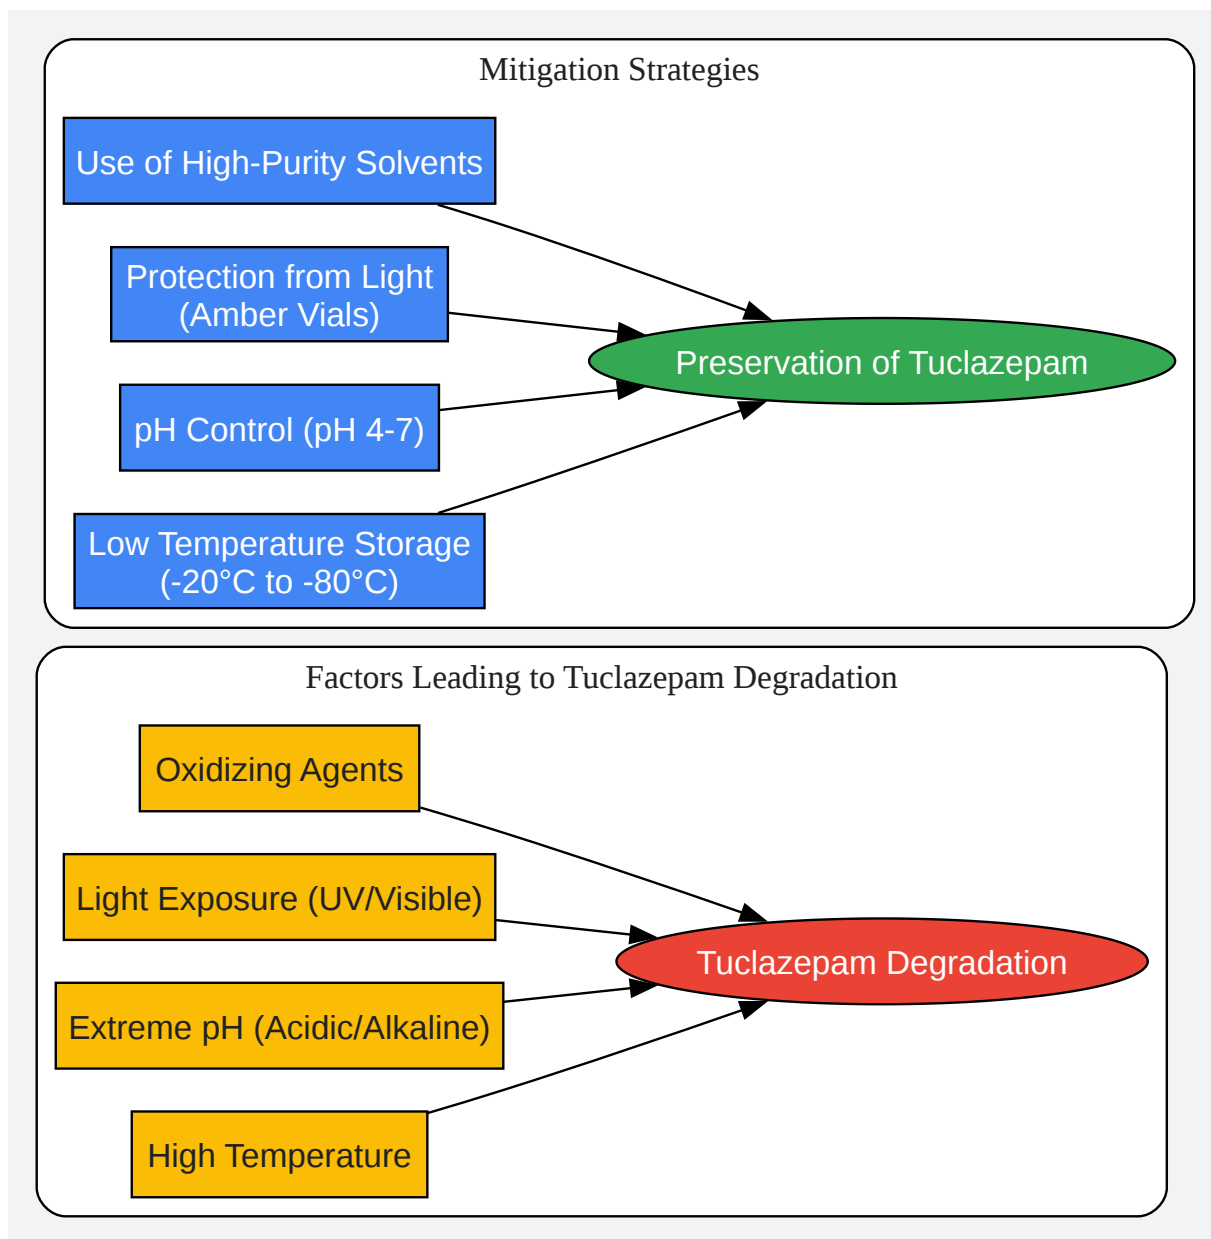 Mitigation Strategies
Use of High-Purity Solvents
Protection from Light
(Amber Vials)
pH Control (pH 4-7)
Low Temperature Storage
(-20°C to -80°C)
Preservation of Tuclazepam
Factors Leading to Tuclazepam Degradation
Oxidizing Agents
Light Exposure (UV/Visible)
Extreme pH (Acidic/Alkaline)
High Temperature
Tuclazepam Degradation